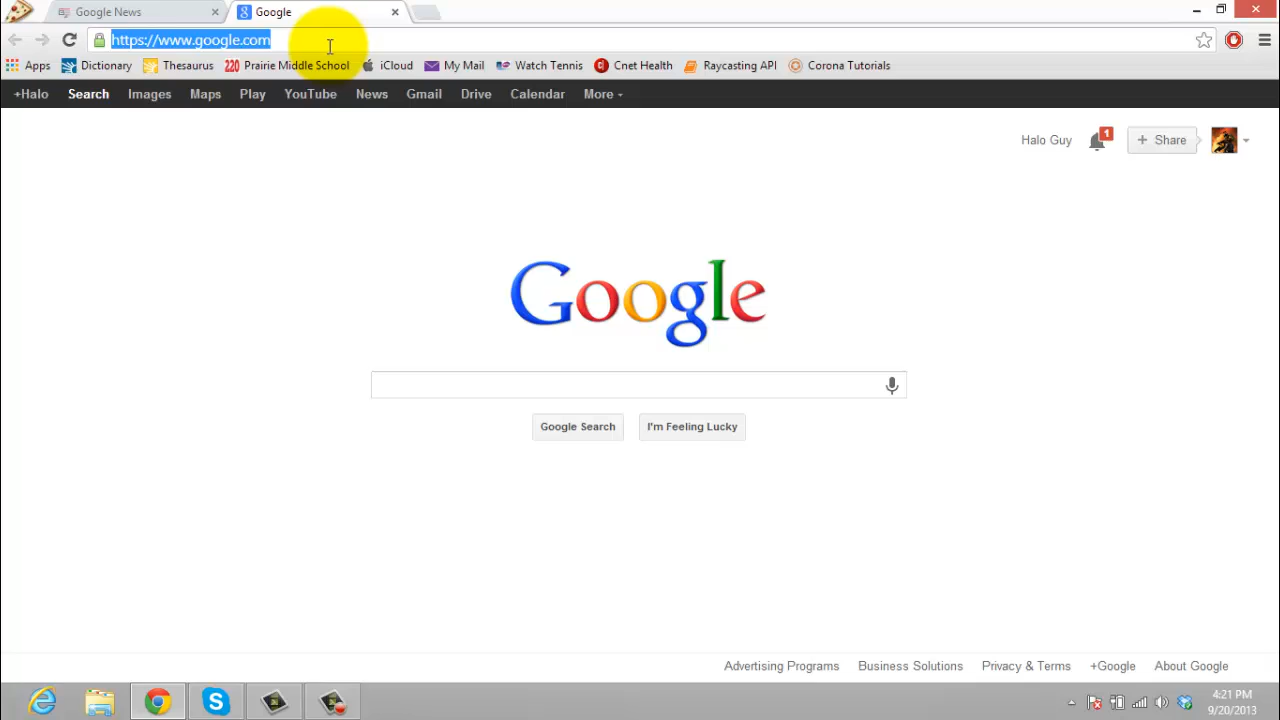 Google News Google
https://www.google.com
Apps Dictionary Thesaurus 220 Prairie Middle School iCloud My Mail Watch Tennis Cnet Health Raycasting API Corona Tutorials
+Halo Search Images Maps Play YouTube News Gmail Drive Calendar More
Halo Guy 1 + Share
Google
Google Search I'm Feeling Lucky
Advertising Programs Business Solutions Privacy & Terms +Google About Google
4:21 PM
9/20/2013